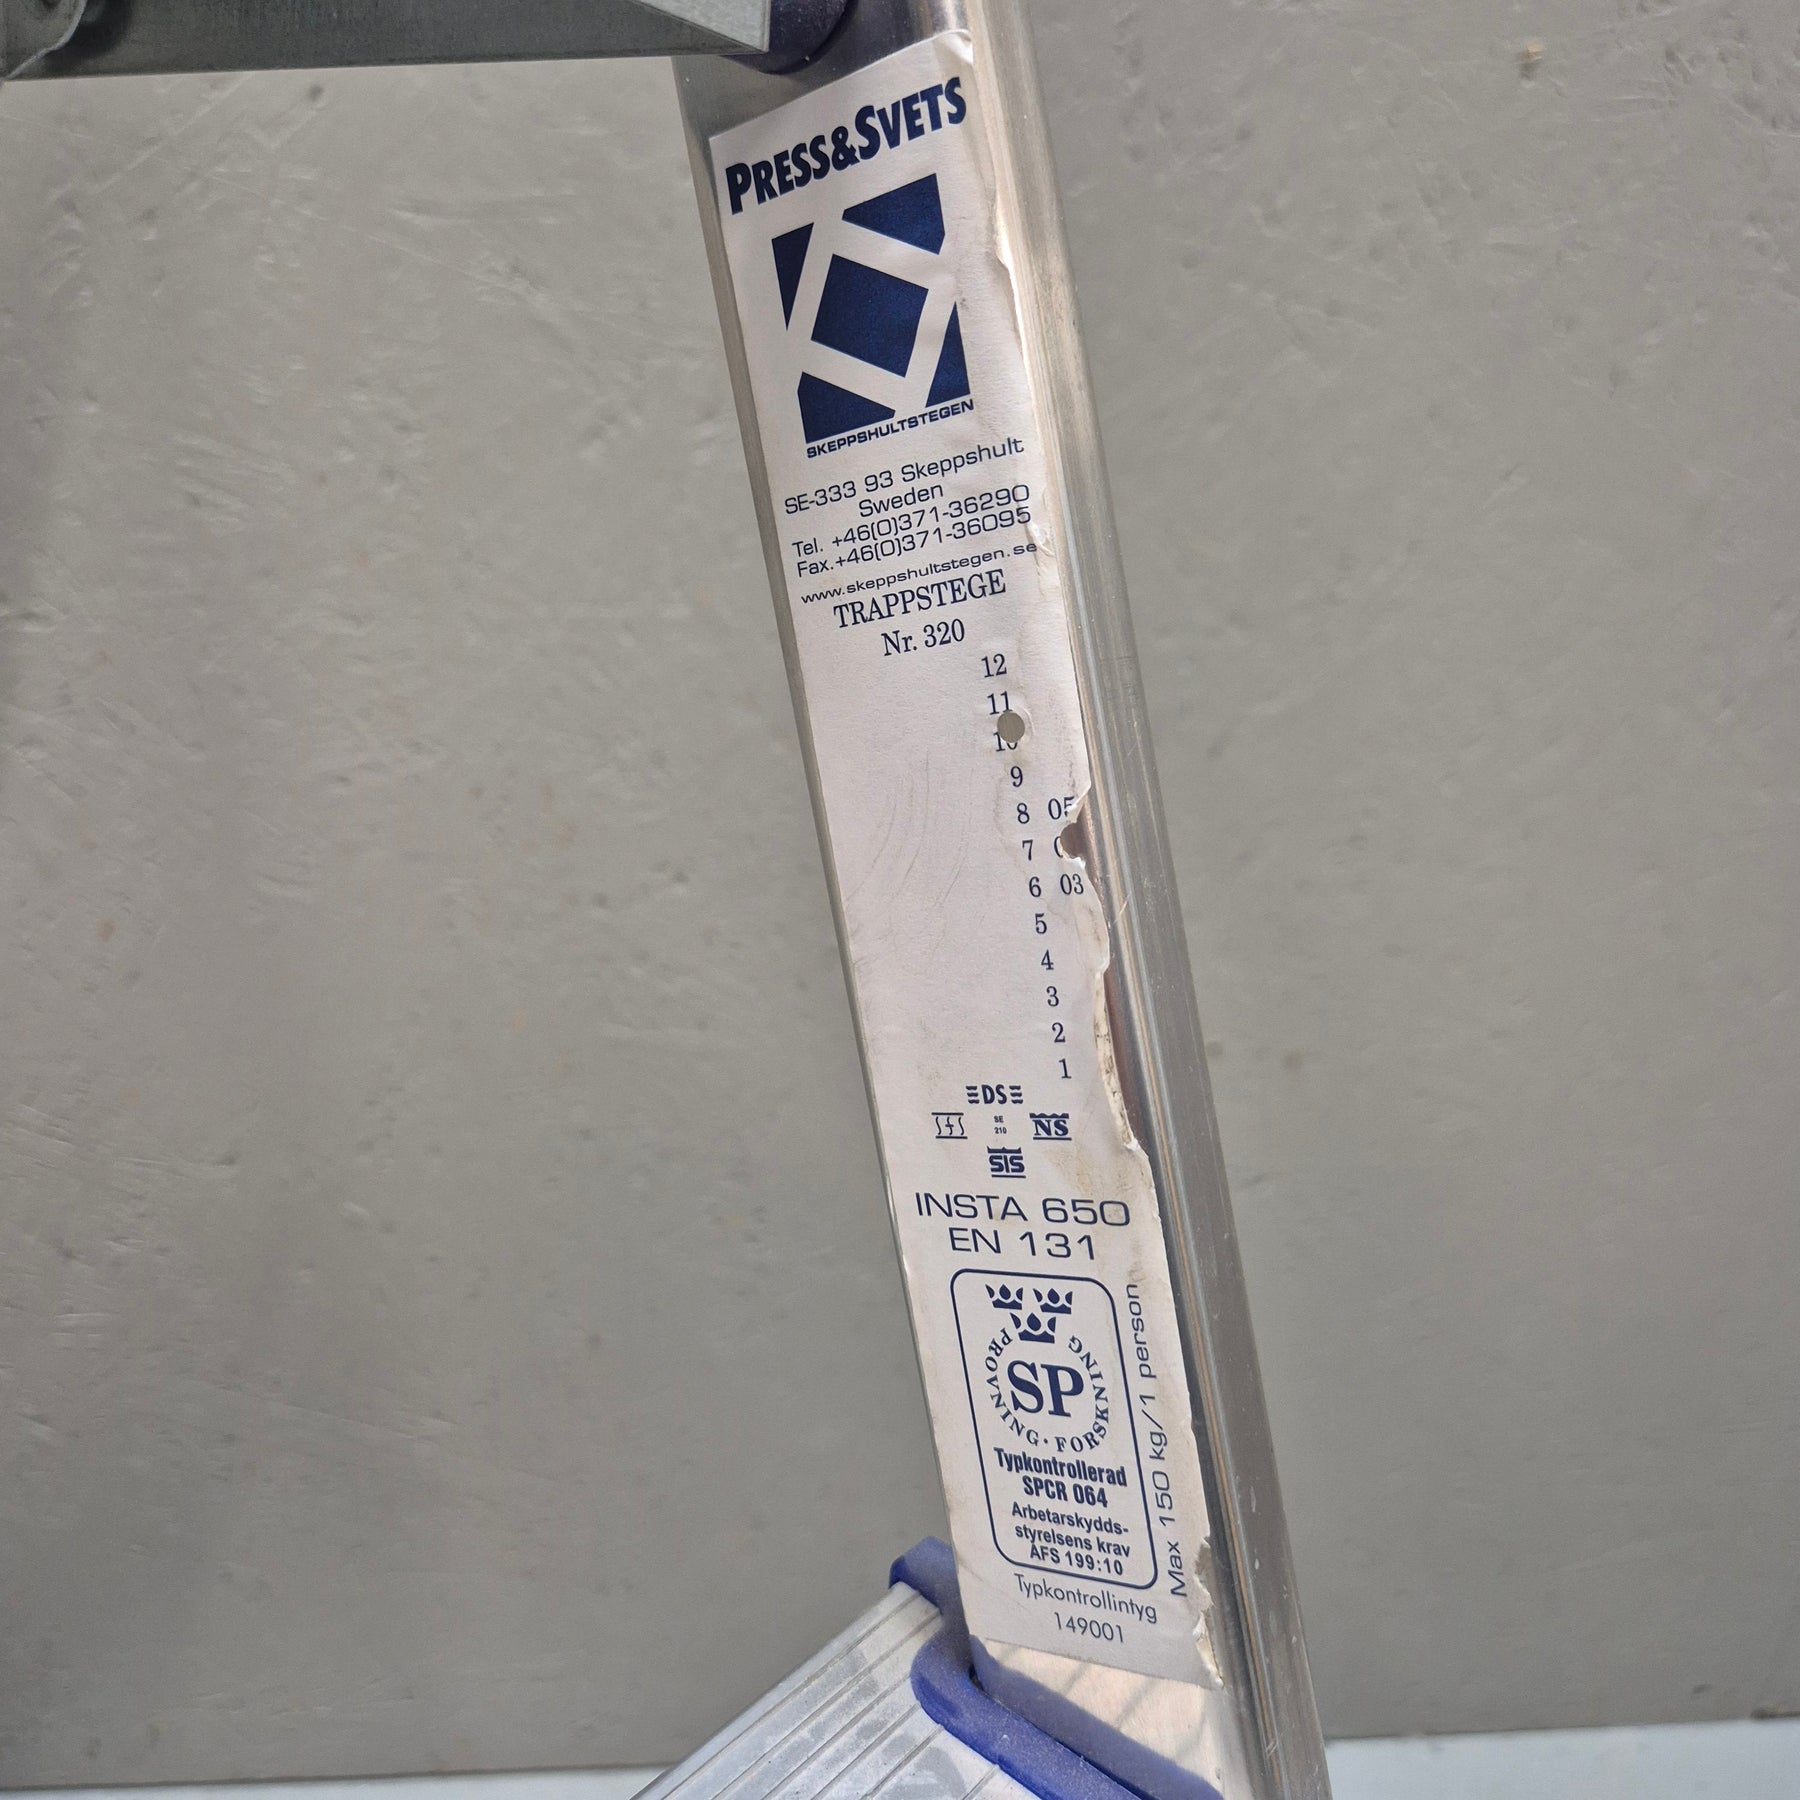 PRESS&SVETS
SKEPPSHULTSTEGEN
SE-333 93 Skeppshult
Sweden
Tel. +46(0)371-36290
Fax.+46(0)371-36095
www.skeppshultstegen.se
TRAPPSTEGE
Nr. 320
12
11
10
9
8 05
7
6 03
5
4
3
2
1
DS
SFS SE 210 NS
SIS
INSTA 650
EN 131
PROVNING · FORSKNING
SP
Typkontrollerad
SPCR 064
Arbetarskydds-
styrelsens krav
AFS 199:10
Max 150 kg/1 person
Typkontrollintyg
149001